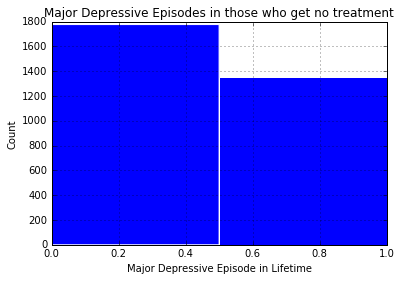 Major Depressive Episodes in those who get no treatment
1800
1600
1400
1200
1000
800
600
400
200
0
Count
0.0 0.2 0.4 0.6 0.8 1.0
Major Depressive Episode in Lifetime